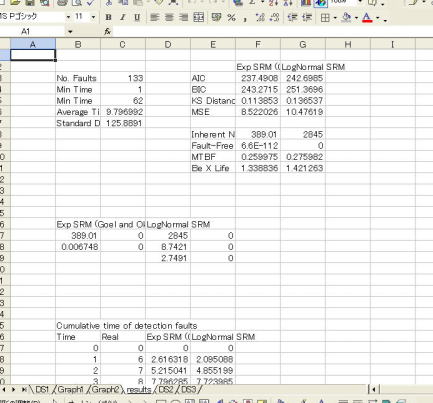 MS Pゴシック 11 B I U % ,
A1 fx
A B C D E F G H I
Exp SRM (( LogNormal SRM
No. Faults 133 AIC 237.4908 242.6985
Min Time 1 BIC 243.2715 251.3696
Min Time 62 KS Distanc 0.113853 0.136537
Average Ti 9.796992 MSE 8.522026 10.47619
Standard D 125.8891
Inherent N 389.01 2845
Fault-Free 6.6E-112 0
MTBF 0.259975 0.275982
Be X Life 1.338836 1.421263
Exp SRM (Goel and Ok LogNormal SRM
389.01 0 2845 0
0.006748 0 8.7421 0
2.7491 0
Cumulative time of detection faults
Time Real Exp SRM (( LogNormal SRM
0 0 0 0
1 6 2.616318 2.095088
2 7 5.215041 4.855199
3 8 7.796285 7.723985
DS1 / Graph1 / Graph2 \ results / DS2 / DS3 /